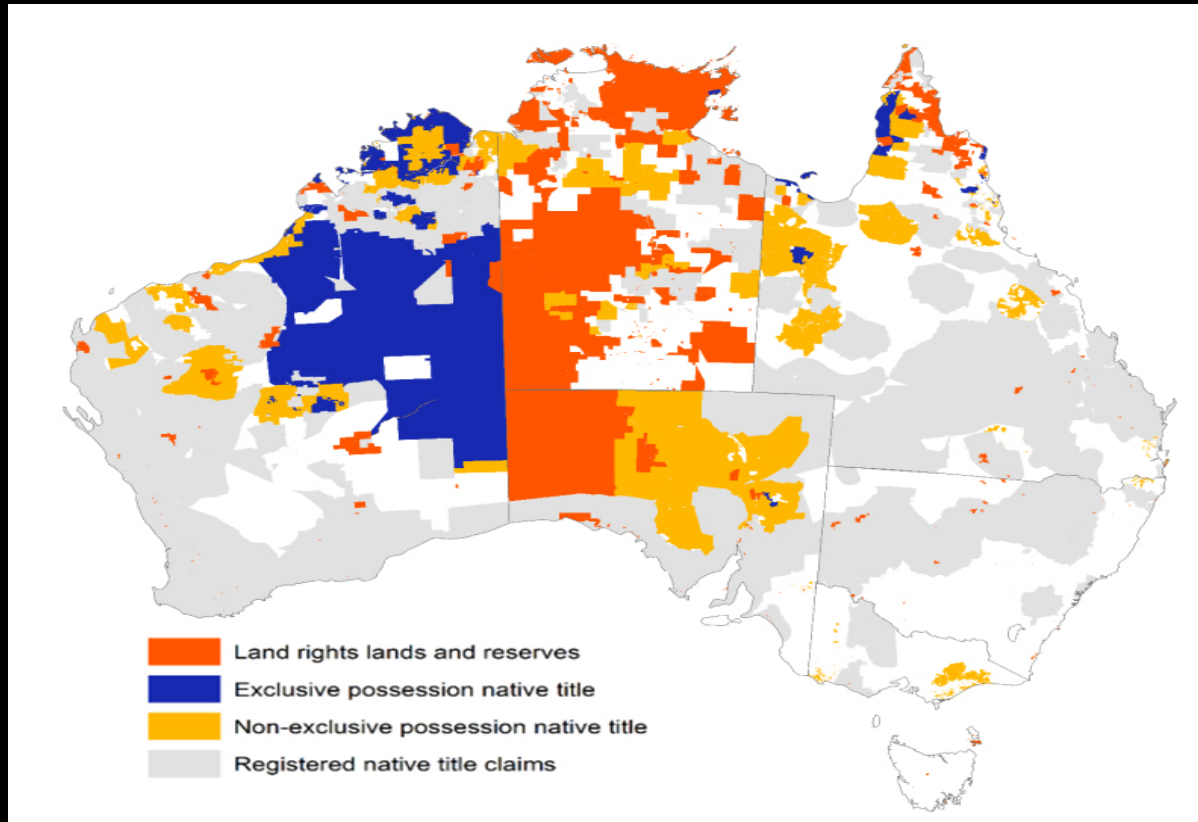 Land rights lands and reserves
Exclusive possession native title
Non-exclusive possession native title
Registered native title claims